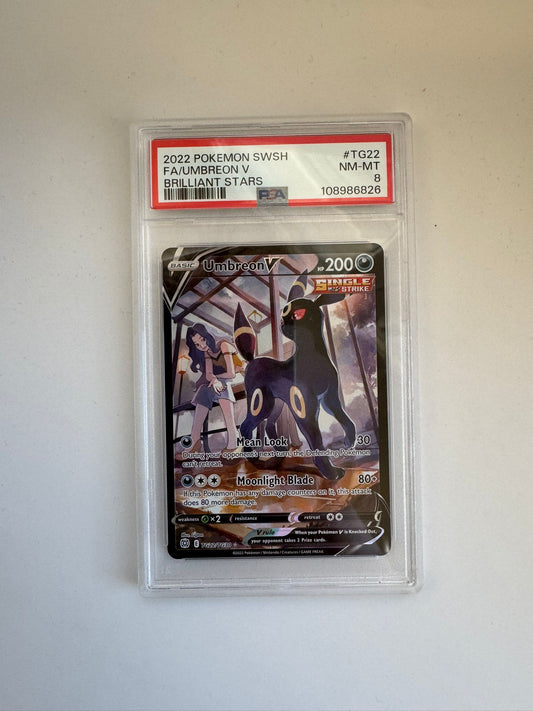 2022 POKEMON SWSH #TG22
FA/UMBREON V NM-MT
BRILLIANT STARS 8
PSA 108986826
BASIC Umbreon V HP 200
SINGLE STRIKE
Mean Look 30
During your opponent's next turn, the Defending Pokémon
can't retreat.
Moonlight Blade 80+
If this Pokémon has any damage counters on it, this attack
does 80 more damage.
weakness ×2 resistance retreat
V rule When your Pokémon V is Knocked Out,
your opponent takes 2 Prize cards.
TG22/TG30
©2022 Pokémon / Nintendo / Creatures / GAME FREAK